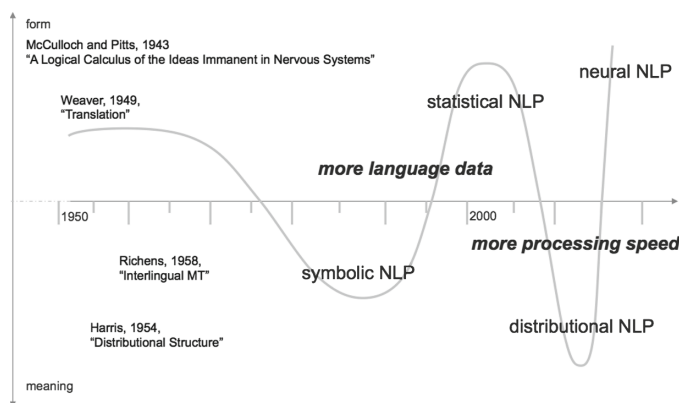 form
McCulloch and Pitts, 1943
“A Logical Calculus of the Ideas Immanent in Nervous Systems”
neural NLP
Weaver, 1949,
“Translation”
statistical NLP
more language data
1950
2000
more processing speed
Richens, 1958,
“Interlingual MT”
symbolic NLP
Harris, 1954,
“Distributional Structure”
distributional NLP
meaning